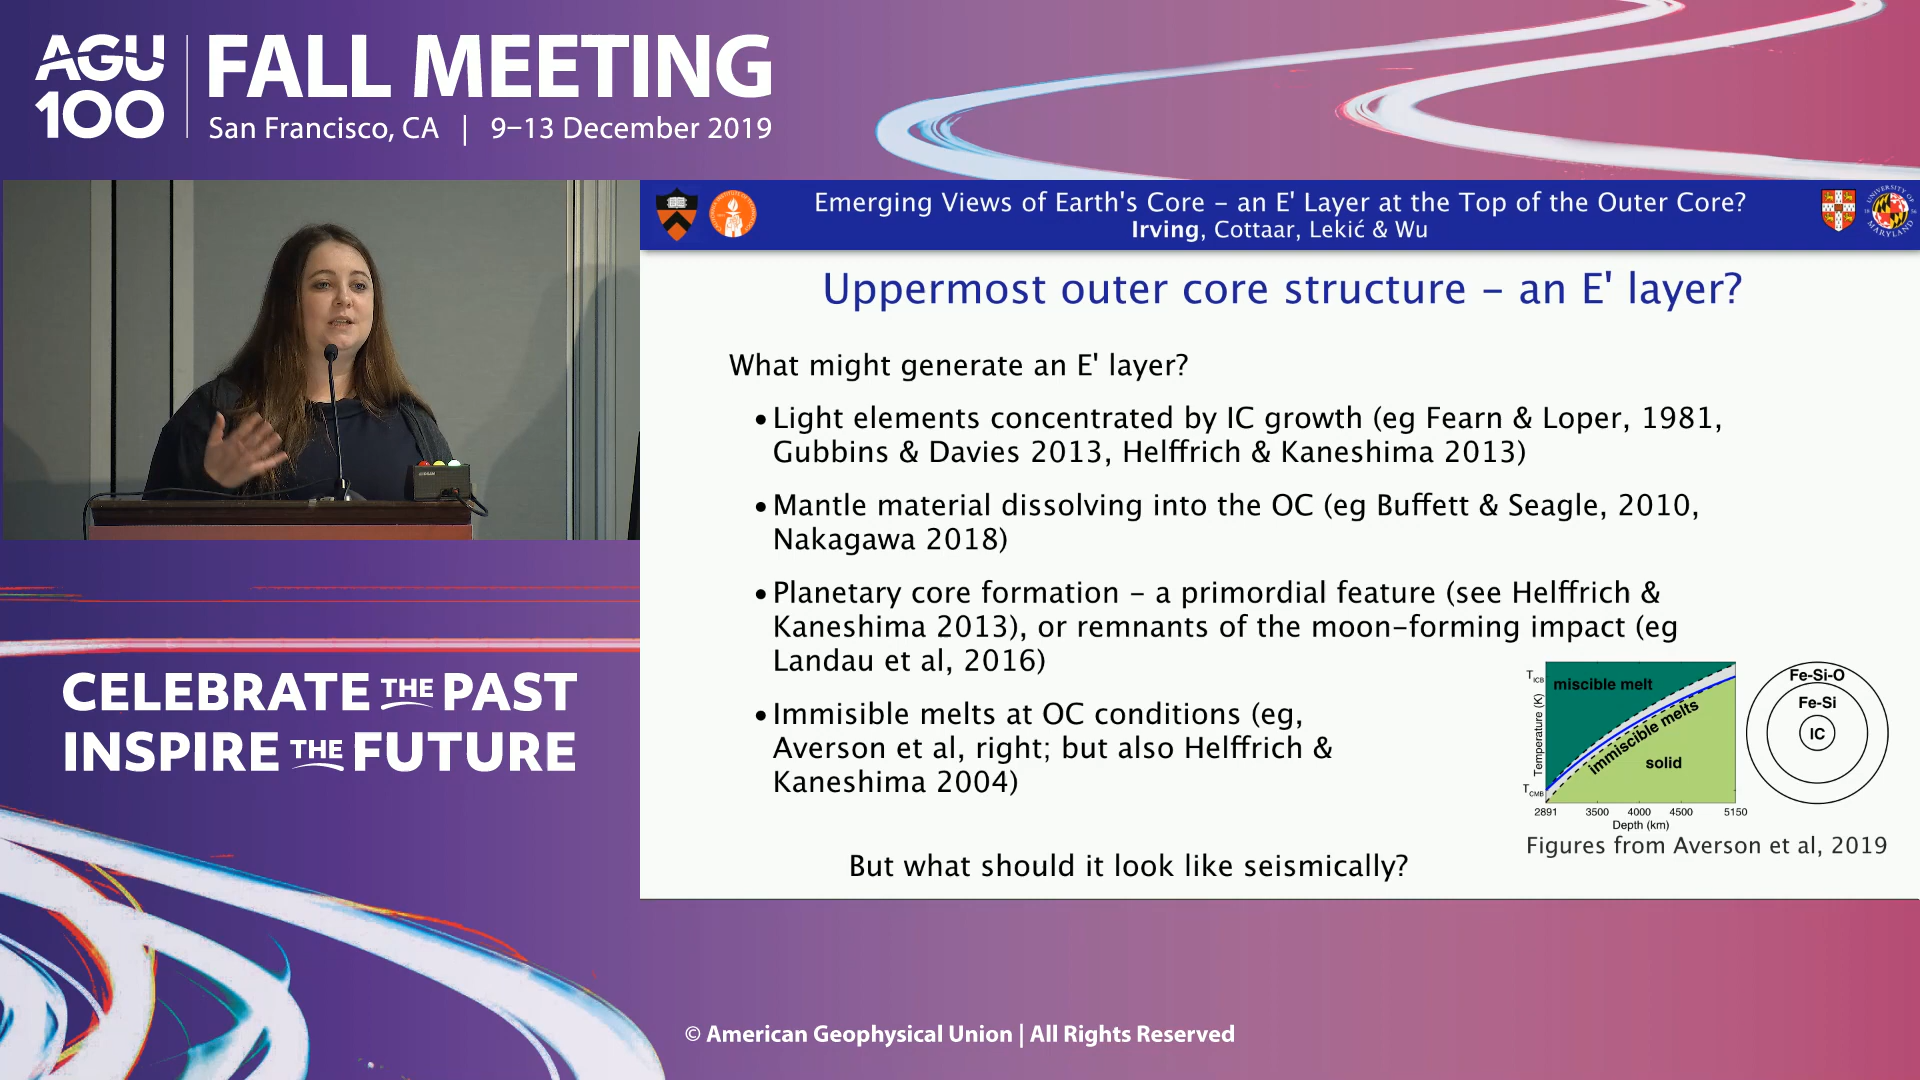 AGU
100
FALL MEETING
San Francisco, CA | 9–13 December 2019
Emerging Views of Earth's Core – an E' Layer at the Top of the Outer Core?
Irving, Cottaar, Lekić & Wu
UNIVERSITY OF
MARYLAND
Uppermost outer core structure – an E' layer?
What might generate an E' layer?
•Light elements concentrated by IC growth (eg Fearn & Loper, 1981,
Gubbins & Davies 2013, Helffrich & Kaneshima 2013)
•Mantle material dissolving into the OC (eg Buffett & Seagle, 2010,
Nakagawa 2018)
•Planetary core formation – a primordial feature (see Helffrich &
Kaneshima 2013), or remnants of the moon–forming impact (eg
Landau et al, 2016)
•Immisible melts at OC conditions (eg,
Averson et al, right; but also Helffrich &
Kaneshima 2004)
But what should it look like seismically?
TICB
Temperature (K)
TCMB
miscible melt
immiscible melts
solid
2891 3500 4000 4500 5150
Depth (km)
Fe-Si-O
Fe-Si
IC
Figures from Averson et al, 2019
CELEBRATE THE PAST
INSPIRE THE FUTURE
© American Geophysical Union | All Rights Reserved